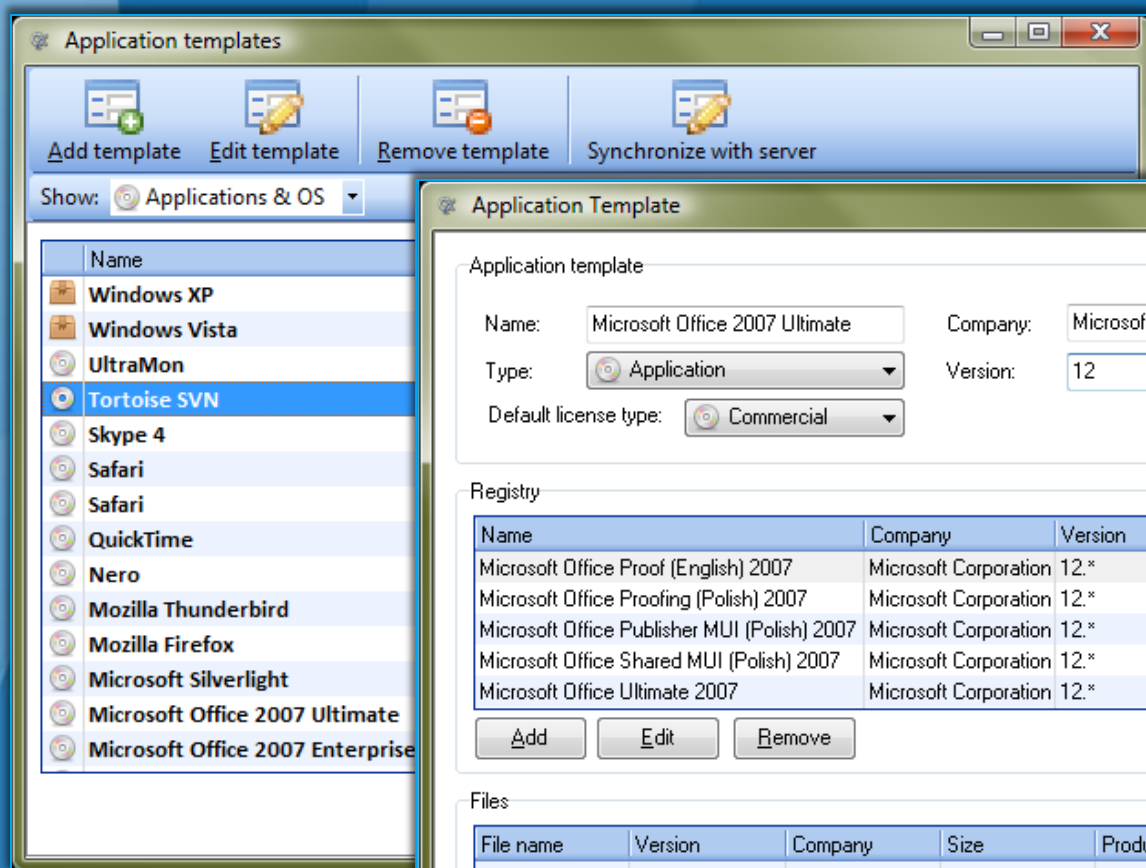 Application templates
Add template Edit template Remove template Synchronize with server
Show: Applications & OS
Name
Windows XP
Windows Vista
UltraMon
Tortoise SVN
Skype 4
Safari
Safari
QuickTime
Nero
Mozilla Thunderbird
Mozilla Firefox
Microsoft Silverlight
Microsoft Office 2007 Ultimate
Microsoft Office 2007 Enterprise
Application Template
Application template
Name: Microsoft Office 2007 Ultimate Company: Microsof
Type: Application Version: 12
Default license type: Commercial
Registry
Name Company Version
Microsoft Office Proof (English) 2007 Microsoft Corporation 12.*
Microsoft Office Proofing (Polish) 2007 Microsoft Corporation 12.*
Microsoft Office Publisher MUI (Polish) 2007 Microsoft Corporation 12.*
Microsoft Office Shared MUI (Polish) 2007 Microsoft Corporation 12.*
Microsoft Office Ultimate 2007 Microsoft Corporation 12.*
Add Edit Remove
Files
File name Version Company Size Prod